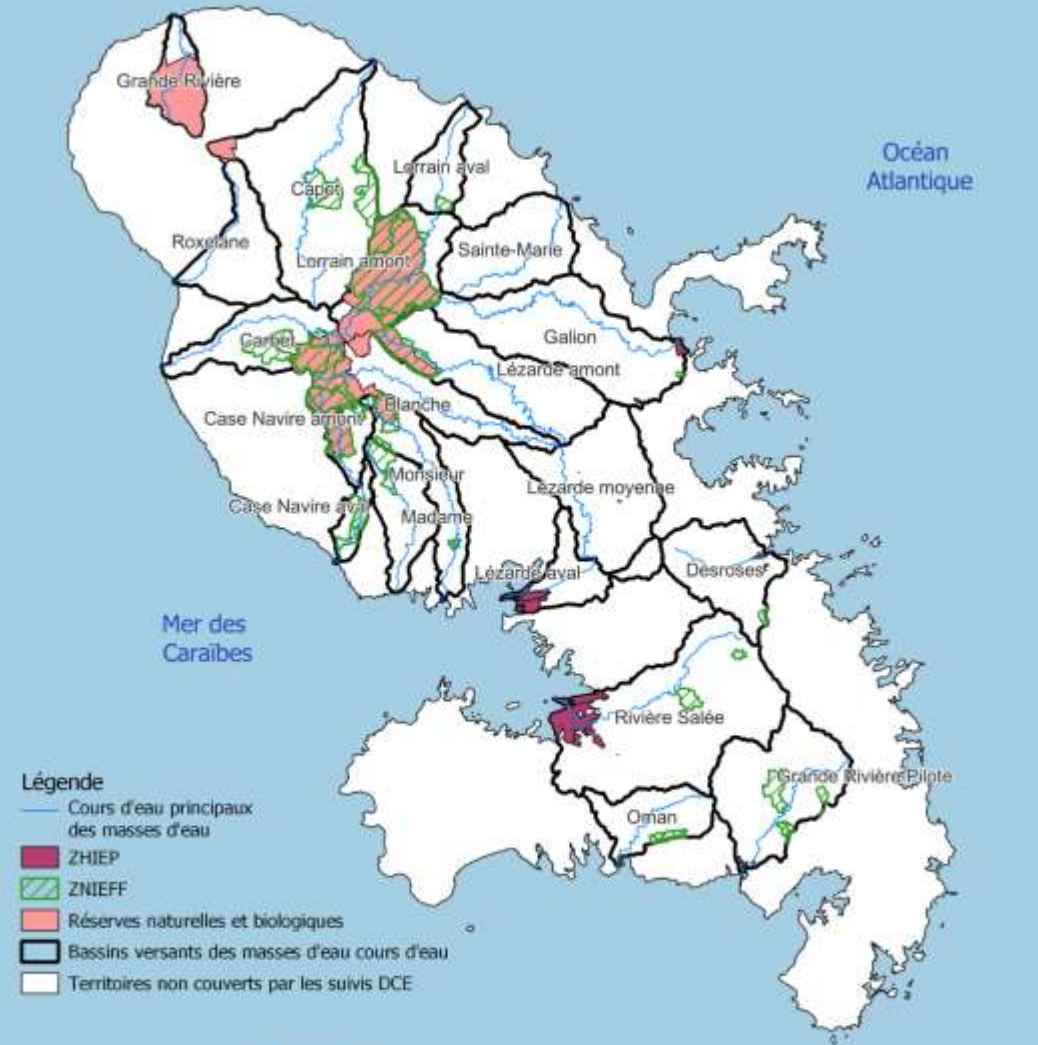 Grande Rivière
Lorrain aval
Capot
Océan
Atlantique
Roxelane
Sainte-Marie
Lorrain amont
Galion
Carbet
Lézarde amont
Blanche
Case Navire amont
Monsieur
Lézarde moyenne
Case Navire aval
Madame
Lézarde aval
Desroses
Mer des
Caraïbes
Rivière Salée
Grande Rivière Pilote
Oman
Légende
Cours d'eau principaux
des masses d'eau
ZHIEP
ZNIEFF
Réserves naturelles et biologiques
Bassins versants des masses d'eau cours d'eau
Territoires non couverts par les suivis DCE